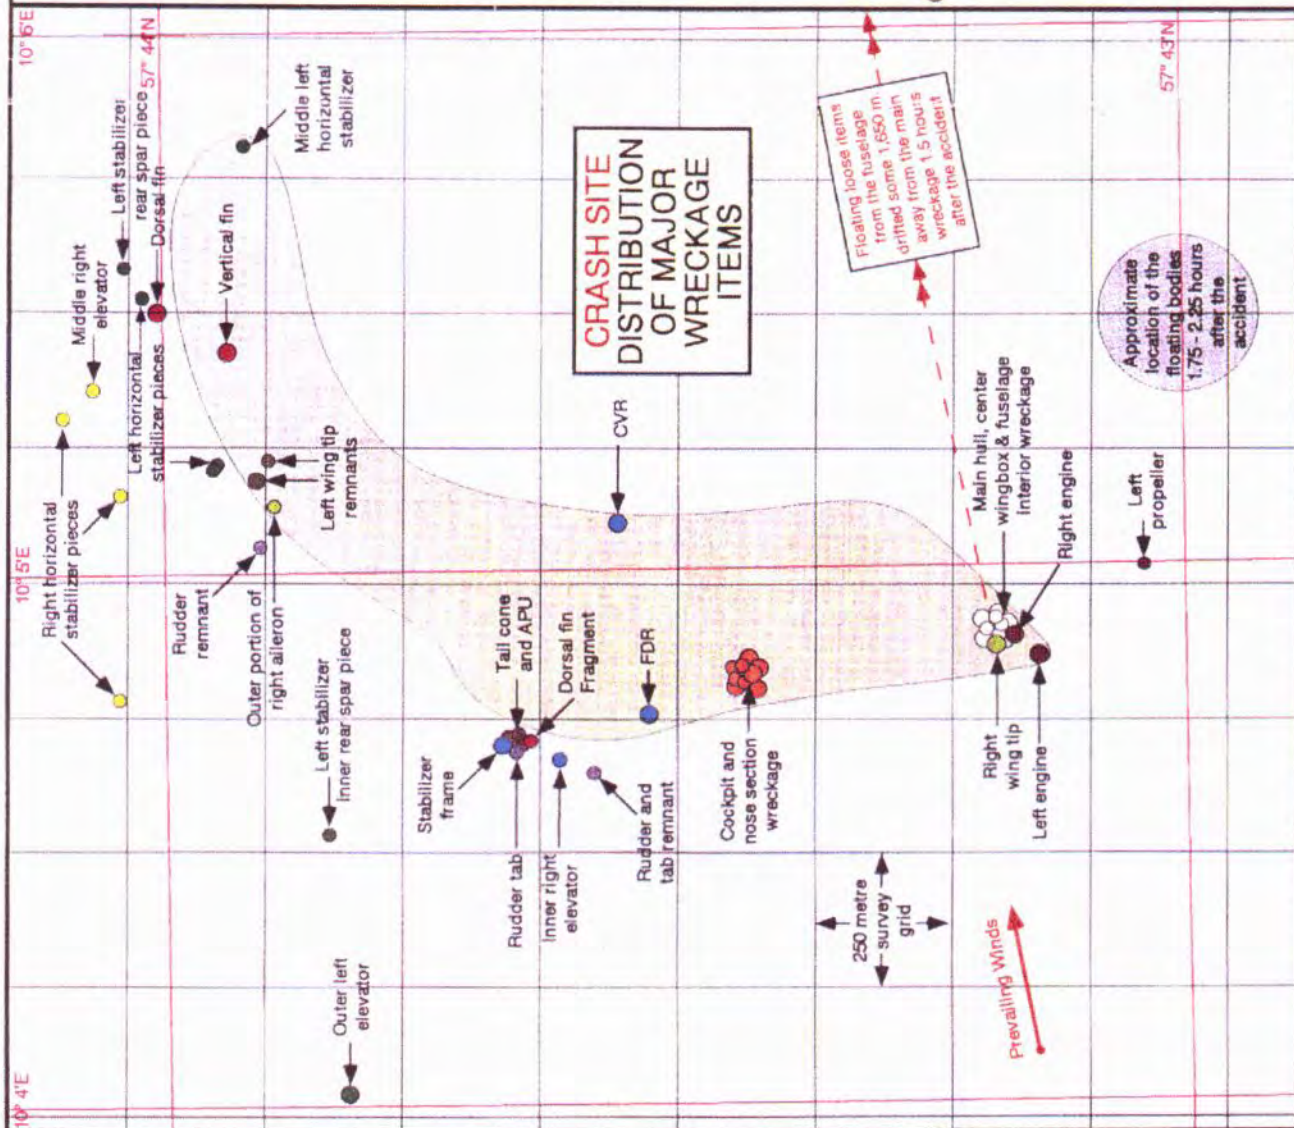 10° 6'E
57° 44'N
Left stabilizer
rear spar piece
Dorsal fin
Middle left
horizontal
stabilizer
Middle right
elevator
Vertical fin
Right horizontal
stabilizer pieces
Left horizontal
stabilizer pieces
Left wing tip
remnants
Rudder
remnant
Outer portion of
right aileron
10° 5'E
CRASH SITE
DISTRIBUTION
OF MAJOR
WRECKAGE
ITEMS
Floating loose items
from the fuselage
drifted some 1,650 m.
away from the main
wreckage 1.5 hours
after the accident
57° 43'N
Approximate
location of the
floating bodies
1.75 - 2.25 hours
after the
accident
CVR
Main hull, center
wingbox & fuselage
Interior wreckage
Right engine
Left
propeller
Left stabilizer
Inner rear spar piece
Stabilizer
frame
Tail cone
and APU
Dorsal fin
Fragment
FDR
Rudder tab
Inner right
elevator
Rudder and
tab remnant
Cockpit and
nose section
wreckage
Right
wing tip
Left engine
Outer left
elevator
250 metre
survey
grid
Prevailing Winds
10° 4'E